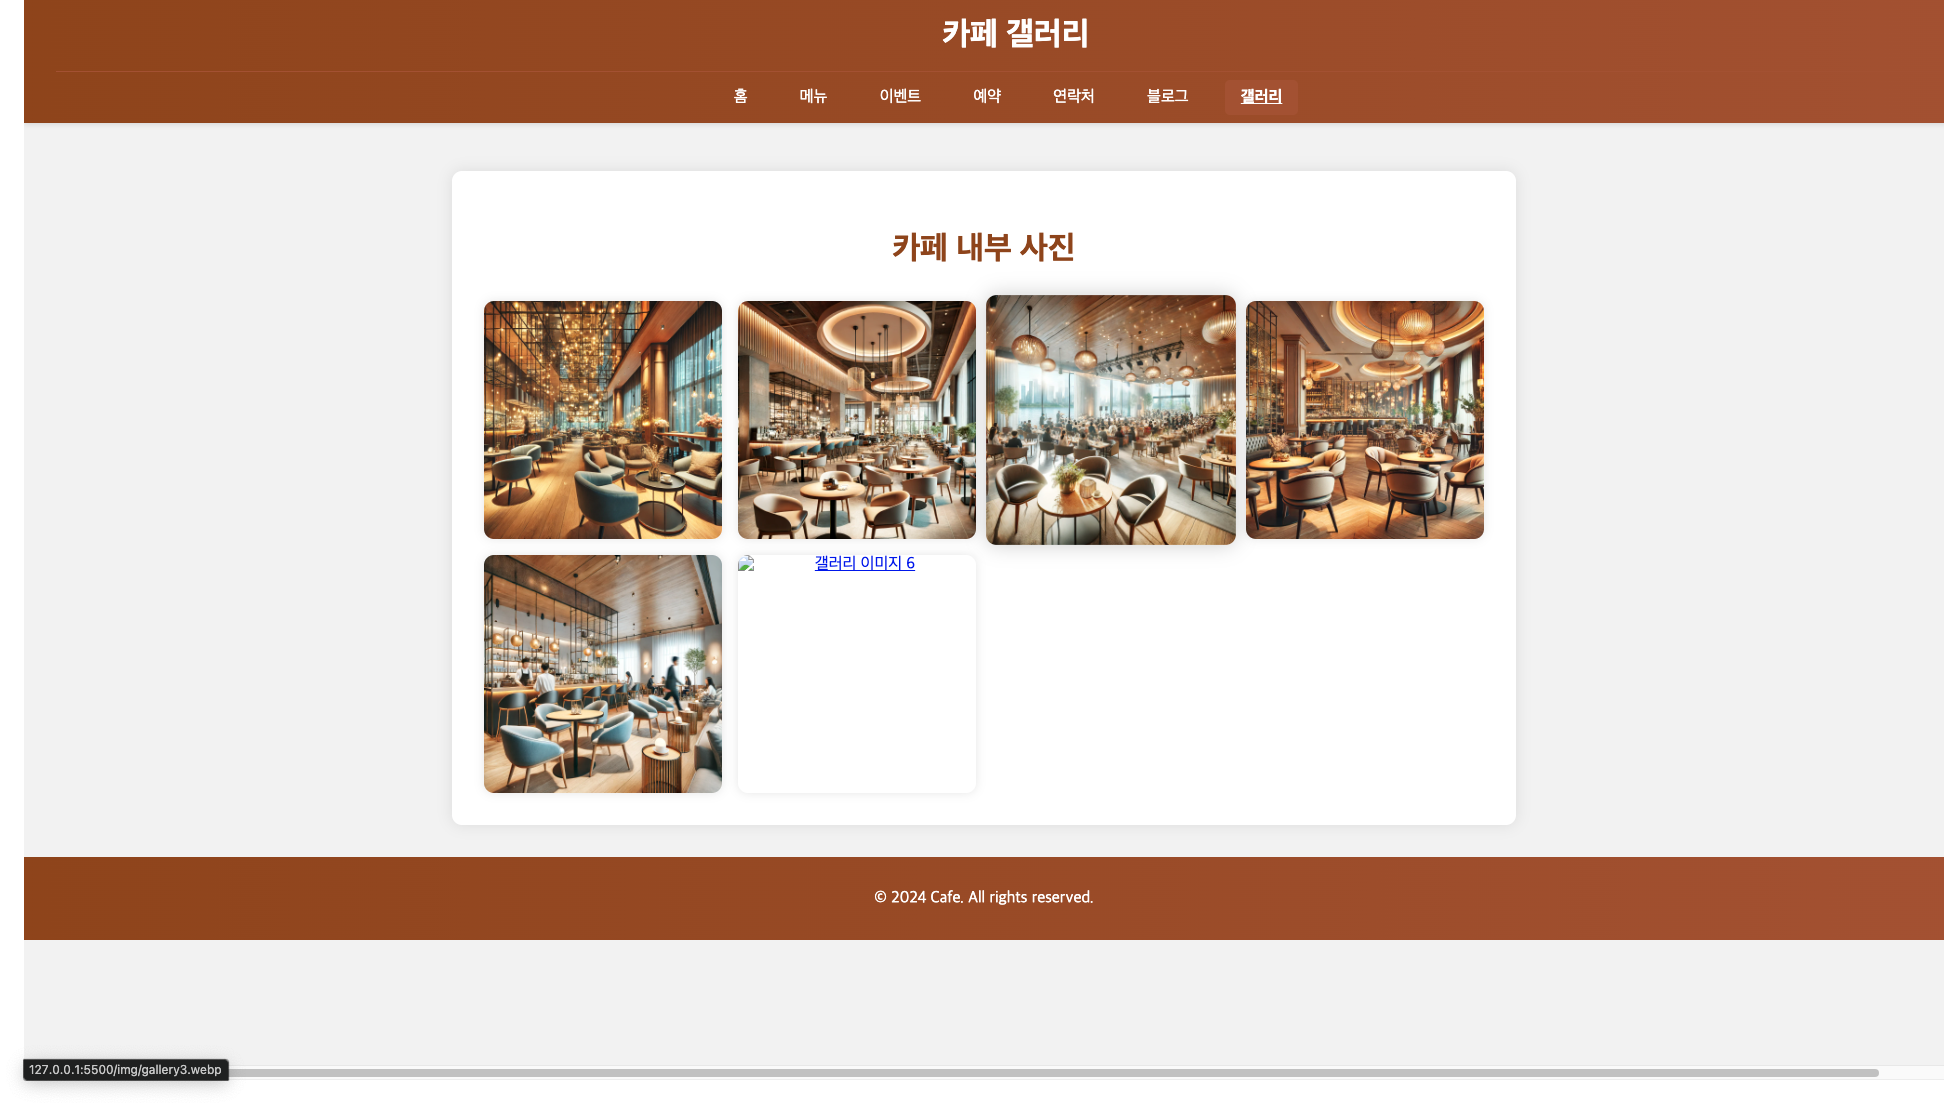 카페 갤러리
홈 메뉴 이벤트 예약 연락처 블로그 갤러리
카페 내부 사진
갤러리 이미지 6
© 2024 Cafe. All rights reserved.
127.0.0.1:5500/img/gallery3.webp